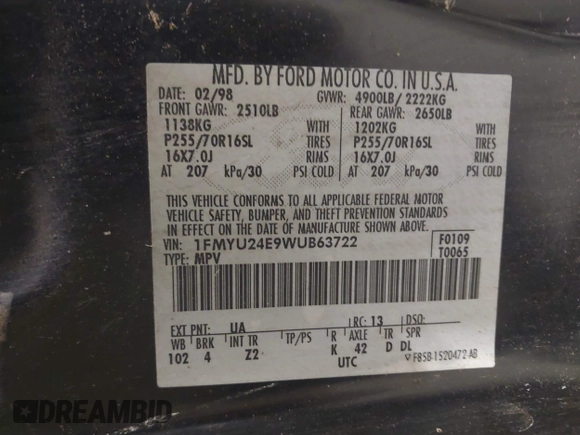 MFD. BY FORD MOTOR CO. IN U.S.A.
DATE: 02/98 GVWR: 4900LB/ 2222KG
FRONT GAWR: 2510LB REAR GAWR: 2650LB
1138KG WITH 1202KG WITH
P255/70R16SL TIRES P255/70R16SL TIRES
16X7.0J RIMS 16X7.0J RIMS
AT 207 kPa/30 PSI COLD AT 207 kPa/30 PSI COLD
THIS VEHICLE CONFORMS TO ALL APPLICABLE FEDERAL MOTOR
VEHICLE SAFETY, BUMPER, AND THEFT PREVENTION STANDARDS
IN EFFECT ON THE DATE OF MANUFACTURE SHOWN ABOVE.
VIN: 1FMYU24E9WUB63722 F0109
TYPE: MPV T0065
EXT PNT: UA RC: 13 DSO:
WB BRK INT TR TP/PS R AXLE TR SPR
102 4 Z2 K 42 D DL
UTC F85B-1520472-AB
DREAMBID